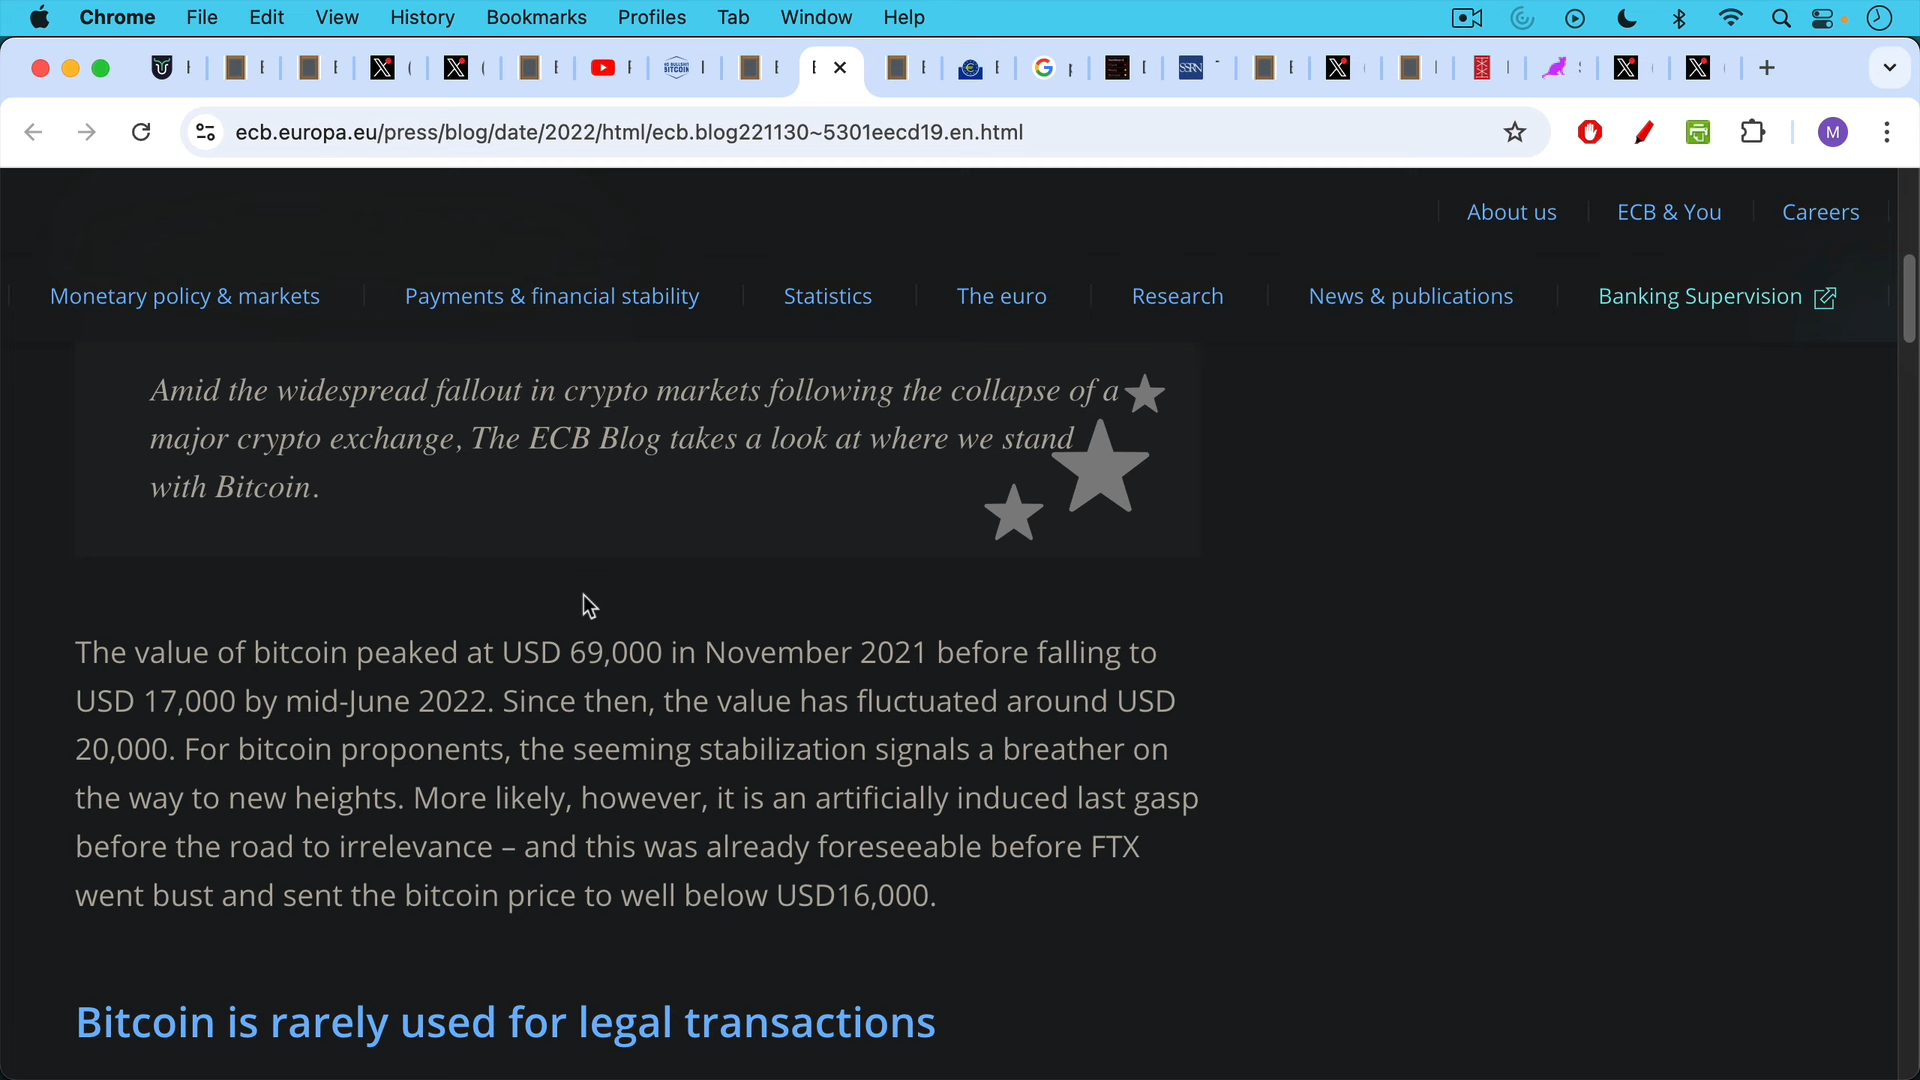 Chrome File Edit View History Bookmarks Profiles Tab Window Help
ecb.europa.eu/press/blog/date/2022/html/ecb.blog221130~5301eecd19.en.html
M
About us ECB & You Careers
Monetary policy & markets Payments & financial stability Statistics The euro Research News & publications Banking Supervision
Amid the widespread fallout in crypto markets following the collapse of a
major crypto exchange, The ECB Blog takes a look at where we stand
with Bitcoin.
The value of bitcoin peaked at USD 69,000 in November 2021 before falling to
USD 17,000 by mid-June 2022. Since then, the value has fluctuated around USD
20,000. For bitcoin proponents, the seeming stabilization signals a breather on
the way to new heights. More likely, however, it is an artificially induced last gasp
before the road to irrelevance – and this was already foreseeable before FTX
went bust and sent the bitcoin price to well below USD16,000.
Bitcoin is rarely used for legal transactions